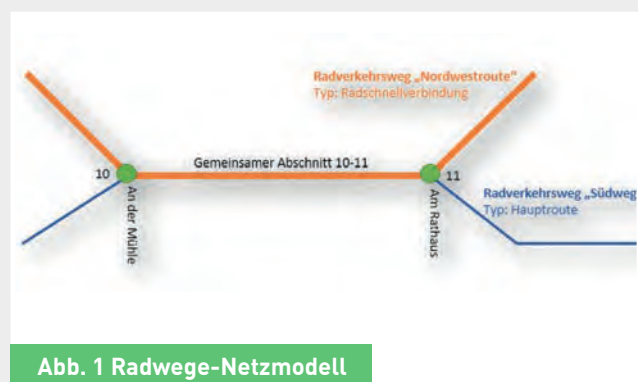 Radverkehrsweg „Nordwestroute“
Typ: Radschnellverbindung
Gemeinsamer Abschnitt 10-11
10
11
An der Mühle
Am Rathaus
Radverkehrsweg „Südweg
Typ: Hauptroute
Abb. 1 Radwege-Netzmodell